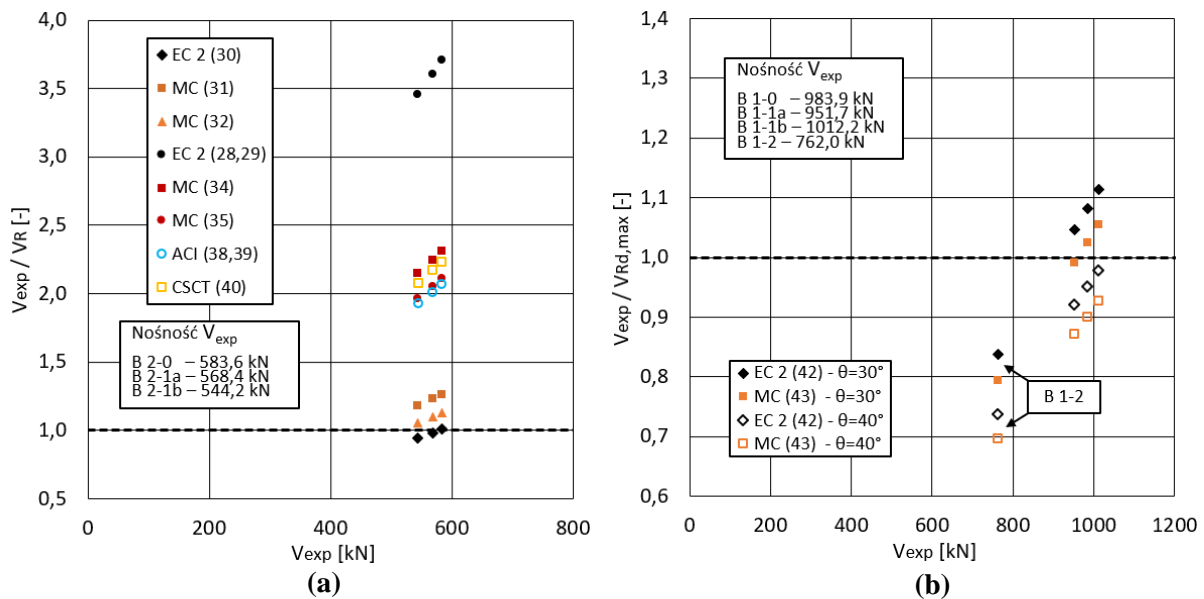 4,0
3,5
3,0
2,5
2,0
1,5
1,0
0,5
Vexp / VR [-]
EC 2 (30)
MC (31)
MC (32)
EC 2 (28,29)
MC (34)
MC (35)
ACI (38,39)
CSCT (40)
Nośność Vexp
B 2-0 – 583,6 kN
B 2-1a – 568,4 kN
B 2-1b – 544,2 kN
0 200 400 600 800
Vexp [kN]
(a)
1,4
1,3
1,2
1,1
1,0
0,9
0,8
0,7
0,6
Vexp / VRd,max [-]
Nośność Vexp
B 1-0 – 983,9 kN
B 1-1a – 951,7 kN
B 1-1b – 1012,2 kN
B 1-2 – 762,0 kN
EC 2 (42) - θ=30°
MC (43) - θ=30°
EC 2 (42) - θ=40°
MC (43) - θ=40°
B 1-2
0 200 400 600 800 1000 1200
Vexp [kN]
(b)